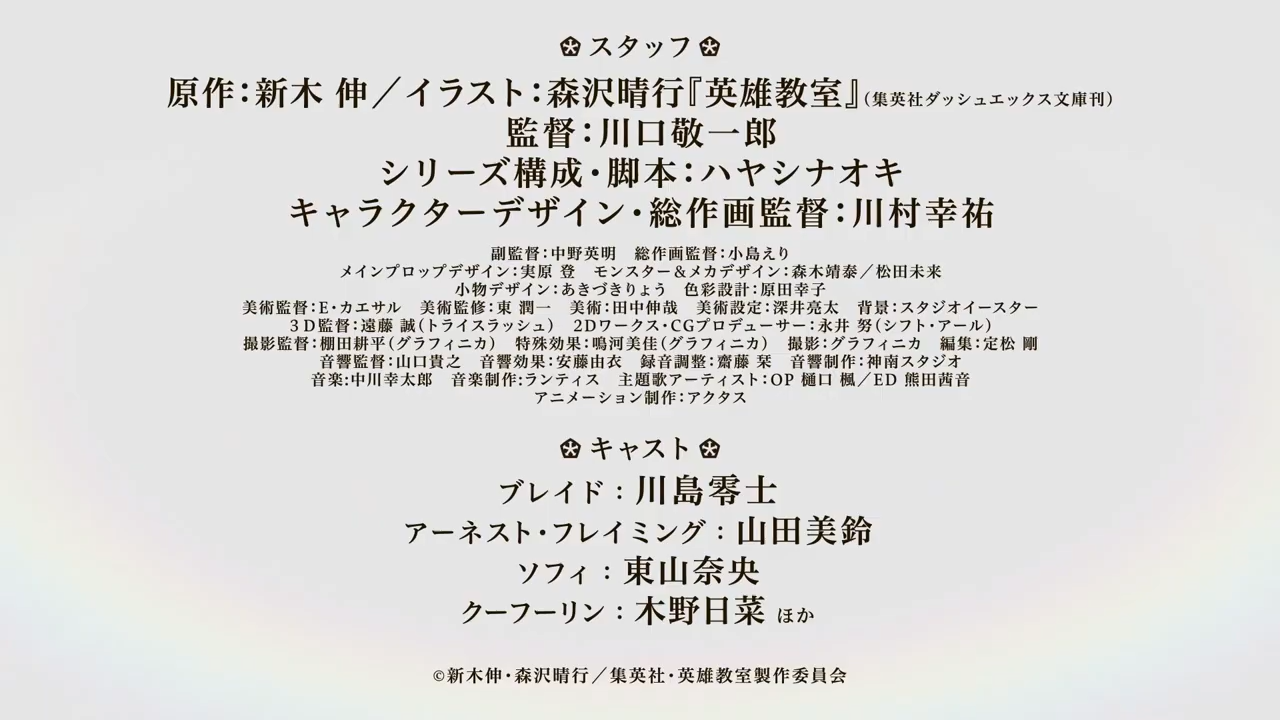 スタッフ
原作：新木 伸／イラスト：森沢晴行『英雄教室』（集英社ダッシュエックス文庫刊）
監督：川口敬一郎
シリーズ構成・脚本：ハヤシナオキ
キャラクターデザイン・総作画監督：川村幸祐
副監督：中野英明　総作画監督：小島えり
メインプロップデザイン：実原 登　モンスター＆メカデザイン：森木靖泰／松田未来
小物デザイン：あきづきりょう　色彩設計：原田幸子
美術監督：E・カエサル　美術監修：東 潤一　美術：田中伸哉　美術設定：深井亮太　背景：スタジオイースター
３Ｄ監督：遠藤 誠（トライスラッシュ）　2Dワークス・CGプロデューサー：永井 努（シフト・アール）
撮影監督：棚田耕平（グラフィニカ）　特殊効果：鳴河美佳（グラフィニカ）　撮影：グラフィニカ　編集：定松 剛
音響監督：山口貴之　音響効果：安藤由衣　録音調整：齋藤 栞　音響制作：神南スタジオ
音楽：中川幸太郎　音楽制作：ランティス　主題歌アーティスト：OP 樋口 楓／ED 熊田茜音
アニメーション制作：アクタス
キャスト
ブレイド：川島零士
アーネスト・フレイミング：山田美鈴
ソフィ：東山奈央
クーフーリン：木野日菜 ほか
©新木伸・森沢晴行／集英社・英雄教室製作委員会